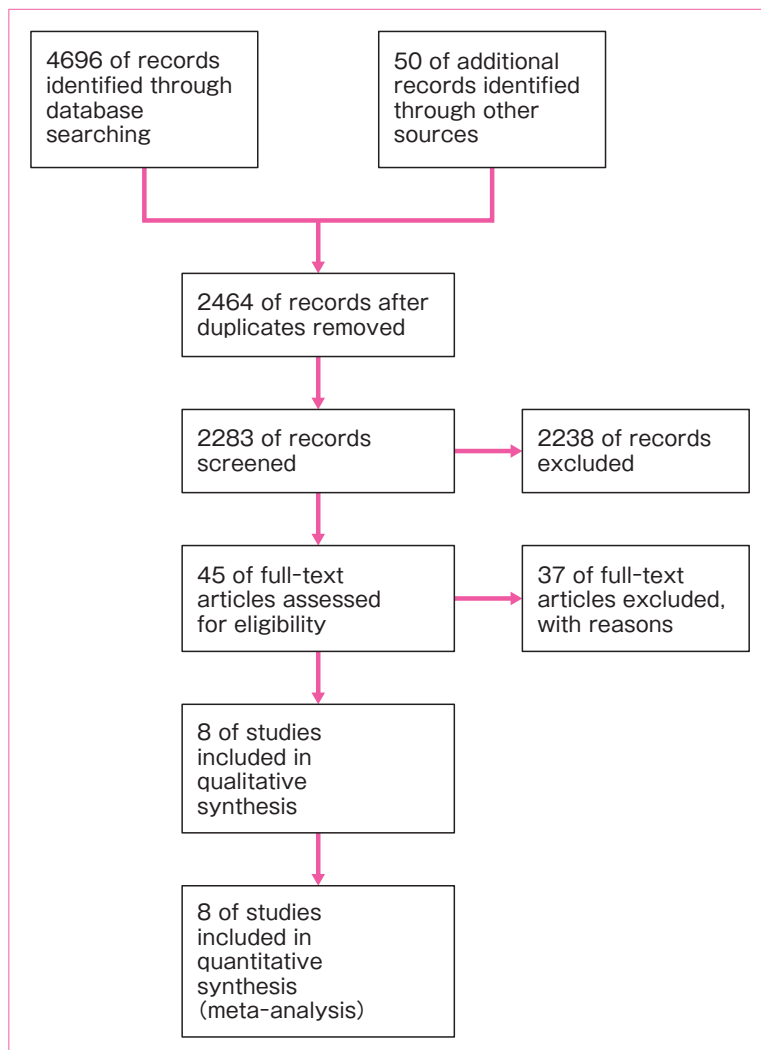 4696 of records
identified through
database
searching
50 of additional
records identified
through other
sources
2464 of records after
duplicates removed
2283 of records
screened
2238 of records
excluded
45 of full-text
articles assessed
for eligibility
37 of full-text
articles excluded,
with reasons
8 of studies
included in
qualitative
synthesis
8 of studies
included in
quantitative
synthesis
(meta-analysis)